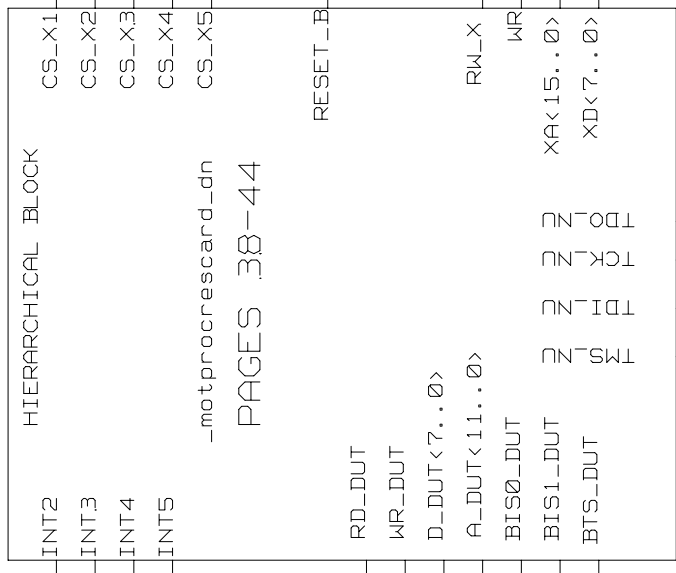 HIERARCHICAL BLOCK
_motprocrescard_dn
PAGES 38-44
INT2
INT3
INT4
INT5
RD_DUT
WR_DUT
D_DUT<7..0>
A_DUT<11..0>
BIS0_DUT
BIS1_DUT
BTS_DUT
CS_X1
CS_X2
CS_X3
CS_X4
CS_X5
RESET_B
RW_X
WR
XA<15..0>
XD<7..0>
TDO_NU
TCK_NU
TDI_NU
TMS_NU